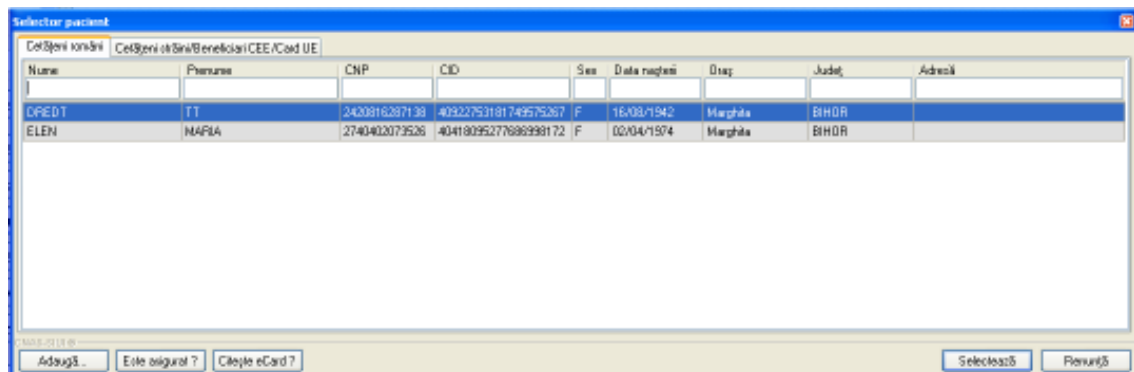 Selector pacient
Cetăţeni români Cetăţeni străini/Beneficiari CEE/Card UE
Nume Prenume CNP CID Sex Data naşterii Oraş Judeţ Adresă
DREDT TT 2420816287138 40922753181749575267 F 16/08/1942 Marghita BIHOR
ELEN MARIA 2740402073526 40418095277686998172 F 02/04/1974 Marghita BIHOR
CNAS-SIUI ©
Adaugă... Este asigurat ? Citeşte eCard ? Selectează Renunţă